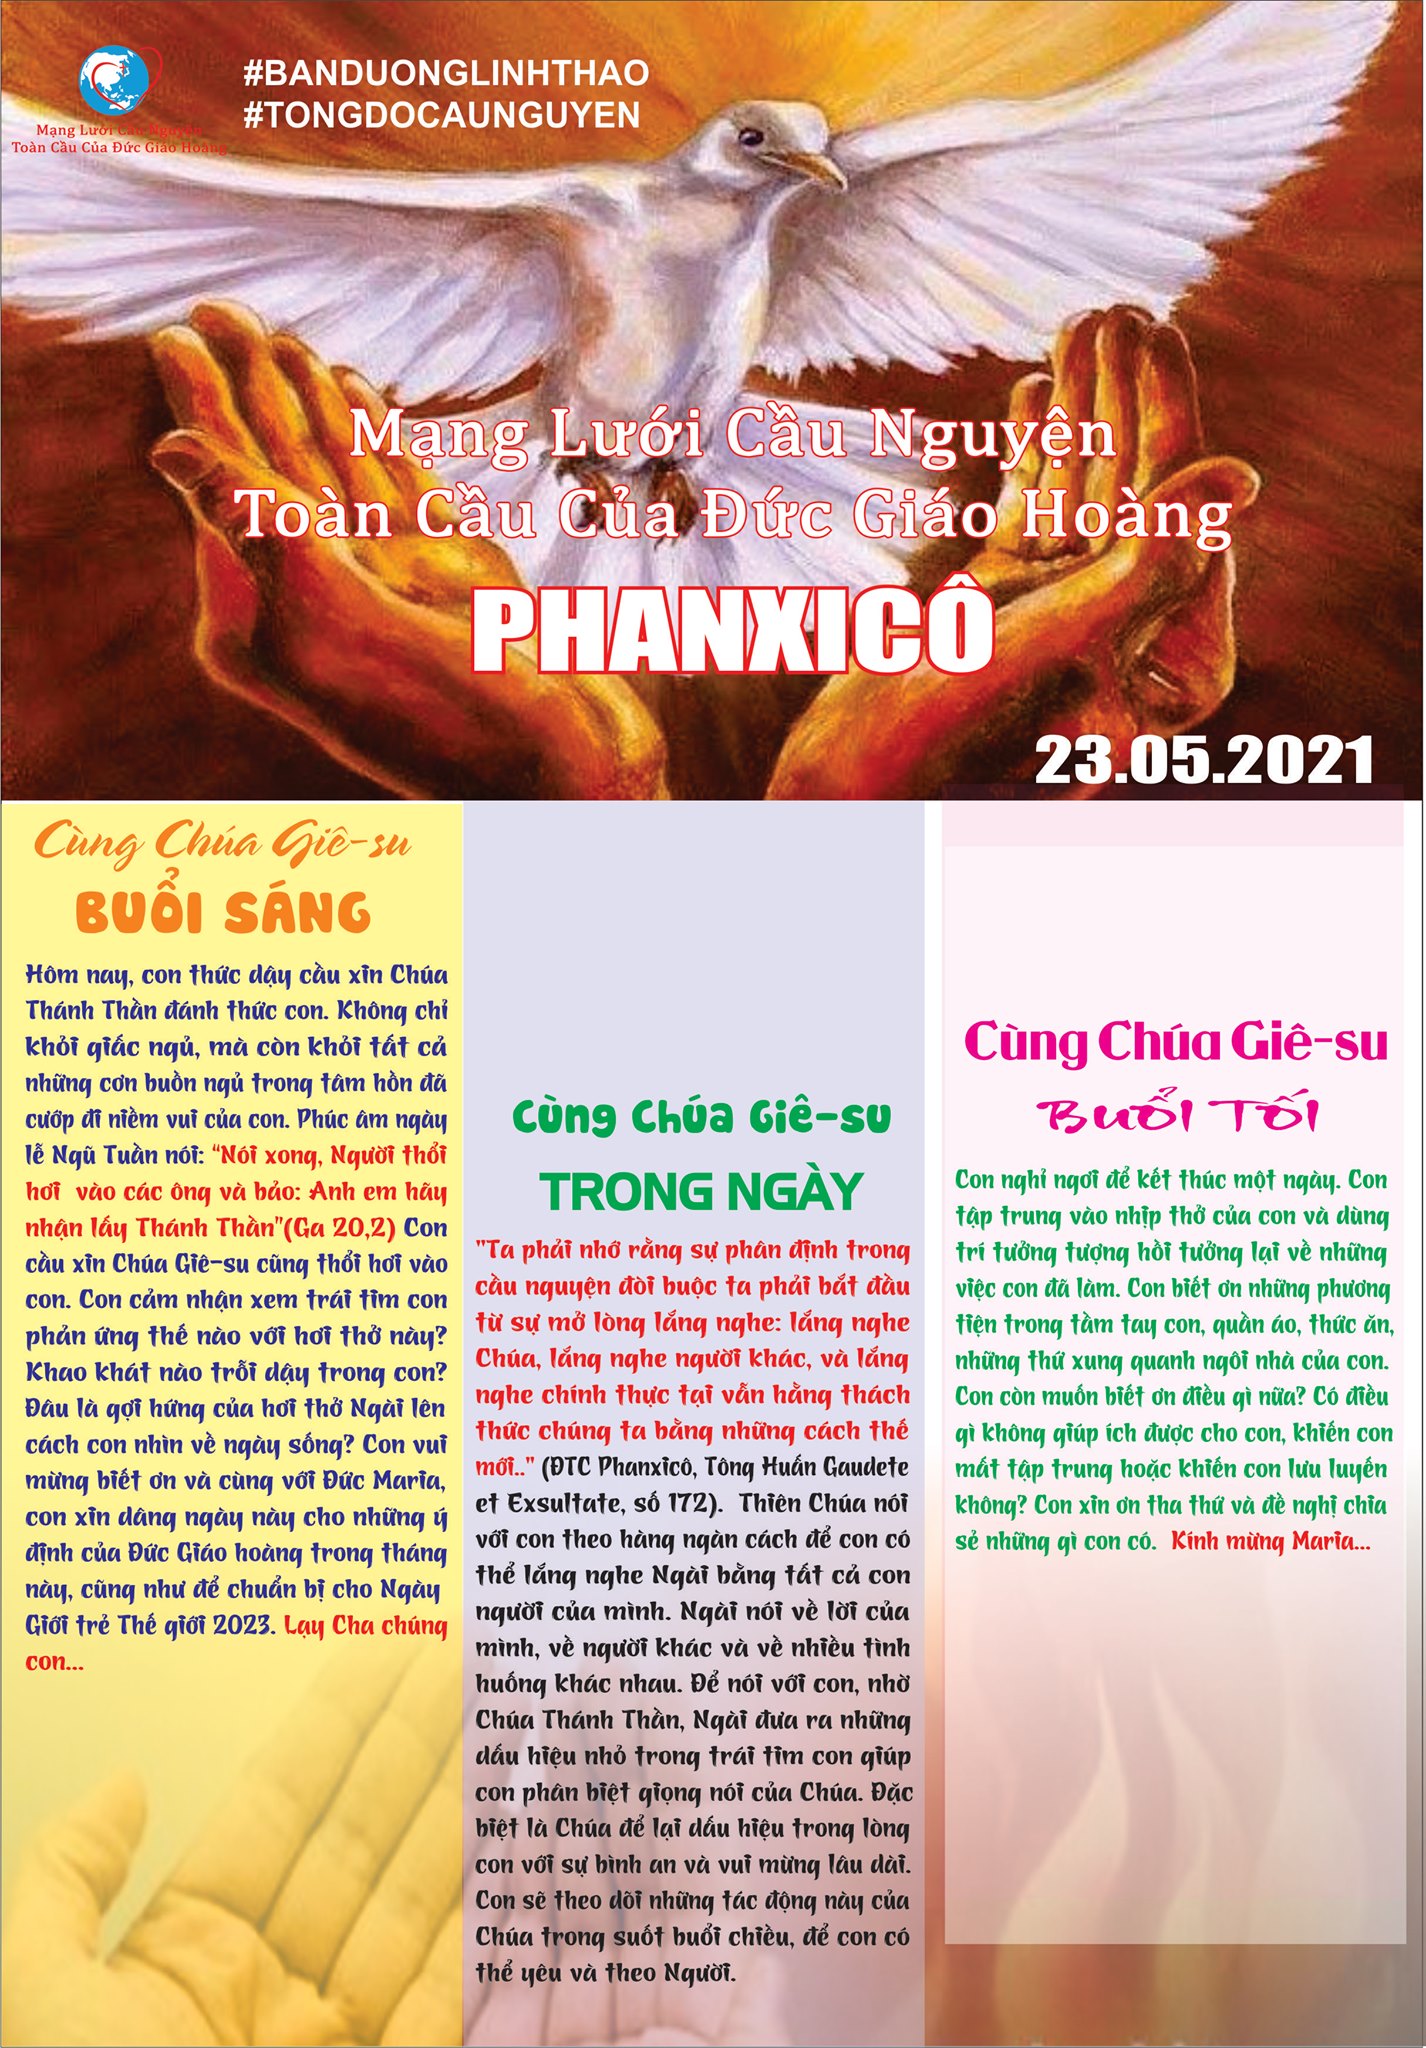 #BANDUONGLINHTHAO
#TONGDOCAUNGUYEN
Mạng Lưới Cầu Nguyện
Toàn Cầu Của Đức Giáo Hoàng
Mạng Lưới Cầu Nguyện
Toàn Cầu Của Đức Giáo Hoàng
PHANXICÔ
23.05.2021
Cùng Chúa Giê-su
BUỔI SÁNG
Hôm nay, con thức dậy cầu xin Chúa
Thánh Thần đánh thức con. Không chỉ
khỏi giấc ngủ, mà còn khỏi tất cả
những cơn buồn ngủ trong tâm hồn đã
cướp đi niềm vui của con. Phúc âm ngày
lễ Ngũ Tuần nói: "Nói xong, Người thổi
hơi vào các ông và bảo: Anh em hãy
nhận lấy Thánh Thần"(Ga 20,2) Con
cầu xin Chúa Giê-su cũng thổi hơi vào
con. Con cảm nhận xem trái tim con
phản ứng thế nào với hơi thở này?
Khao khát nào trỗi dậy trong con?
Đâu là gợi hứng của hơi thở Ngài lên
cách con nhìn về ngày sống? Con vui
mừng biết ơn và cùng với Đức Maria,
con xin dâng ngày này cho những ý
định của Đức Giáo hoàng trong tháng
này, cũng như để chuẩn bị cho Ngày
Giới trẻ Thế giới 2023. Lạy Cha chúng
con...
Cùng Chúa Giê-su
TRONG NGÀY
"Ta phải nhớ rằng sự phân định trong
cầu nguyện đòi buộc ta phải bắt đầu
từ sự mở lòng lắng nghe: lắng nghe
Chúa, lắng nghe người khác, và lắng
nghe chính thực tại vẫn hằng thách
thức chúng ta bằng những cách thế
mới.." (ĐTC Phanxicô, Tông Huấn Gaudete
et Exsultate, số 172). Thiên Chúa nói
với con theo hàng ngàn cách để con có
thể lắng nghe Ngài bằng tất cả con
người của mình. Ngài nói về lời của
mình, về người khác và về nhiều tình
huống khác nhau. Để nói với con, nhờ
Chúa Thánh Thần, Ngài đưa ra những
dấu hiệu nhỏ trong trái tim con giúp
con phân biệt giọng nói của Chúa. Đặc
biệt là Chúa để lại dấu hiệu trong lòng
con với sự bình an và vui mừng lâu dài.
Con sẽ theo dõi những tác động này của
Chúa trong suốt buổi chiều, để con có
thể yêu và theo Người.
Cùng Chúa Giê-su
Buổi Tối
Con nghỉ ngơi để kết thúc một ngày. Con
tập trung vào nhịp thở của con và dùng
trí tưởng tượng hồi tưởng lại về những
việc con đã làm. Con biết ơn những phương
tiện trong tầm tay con, quần áo, thức ăn,
những thứ xung quanh ngôi nhà của con.
Con còn muốn biết ơn điều gì nữa? Có điều
gì không giúp ích được cho con, khiến con
mất tập trung hoặc khiến con lưu luyến
không? Con xin ơn tha thứ và đề nghị chia
sẻ những gì con có. Kính mừng Maria...